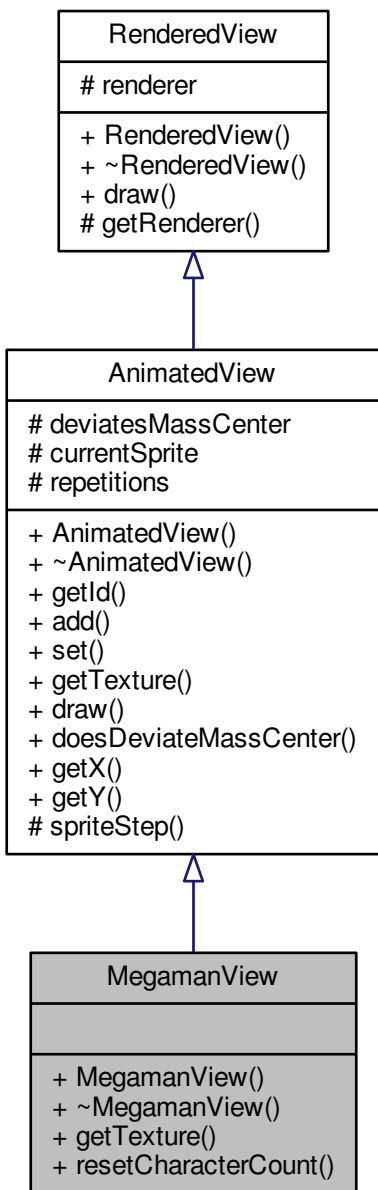 RenderedView
# renderer
+ RenderedView()
+ ~RenderedView()
+ draw()
# getRenderer()
AnimatedView
# deviatesMassCenter
# currentSprite
# repetitions
+ AnimatedView()
+ ~AnimatedView()
+ getId()
+ add()
+ set()
+ getTexture()
+ draw()
+ doesDeviateMassCenter()
+ getX()
+ getY()
# spriteStep()
MegamanView
+ MegamanView()
+ ~MegamanView()
+ getTexture()
+ resetCharacterCount()